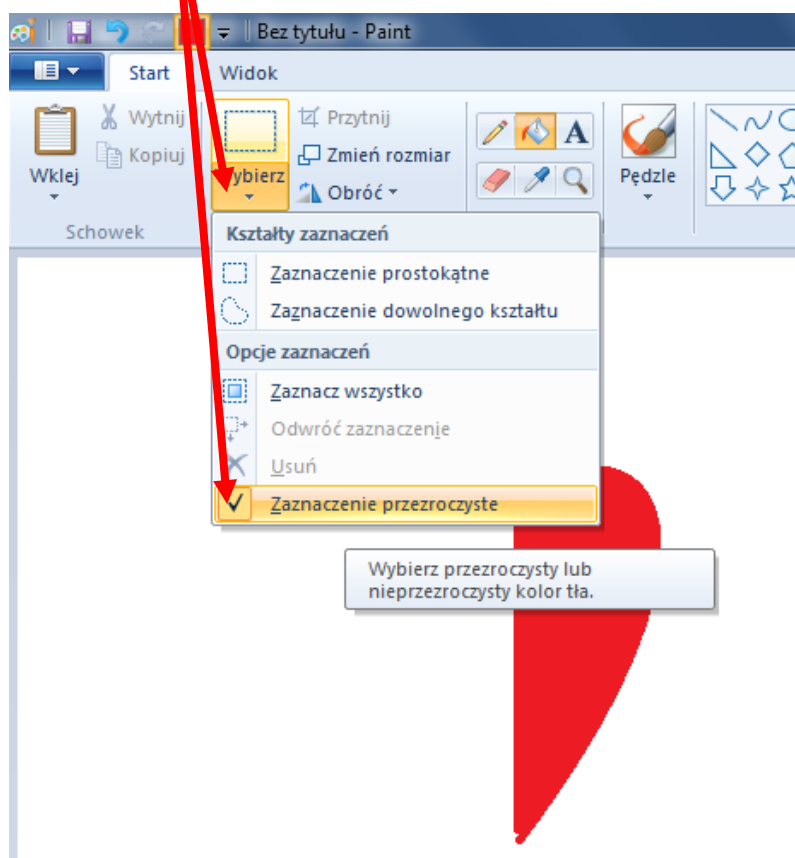 Bez tytułu - Paint
Start Widok
Wytnij Przytnij
Kopiuj Zmień rozmiar
Wklej Wybierz Obróć Pędzle
Schowek
Kształty zaznaczeń
Zaznaczenie prostokątne
Zaznaczenie dowolnego kształtu
Opcje zaznaczeń
Zaznacz wszystko
Odwróć zaznaczenie
Usuń
Zaznaczenie przezroczyste
Wybierz przezroczysty lub
nieprzezroczysty kolor tła.